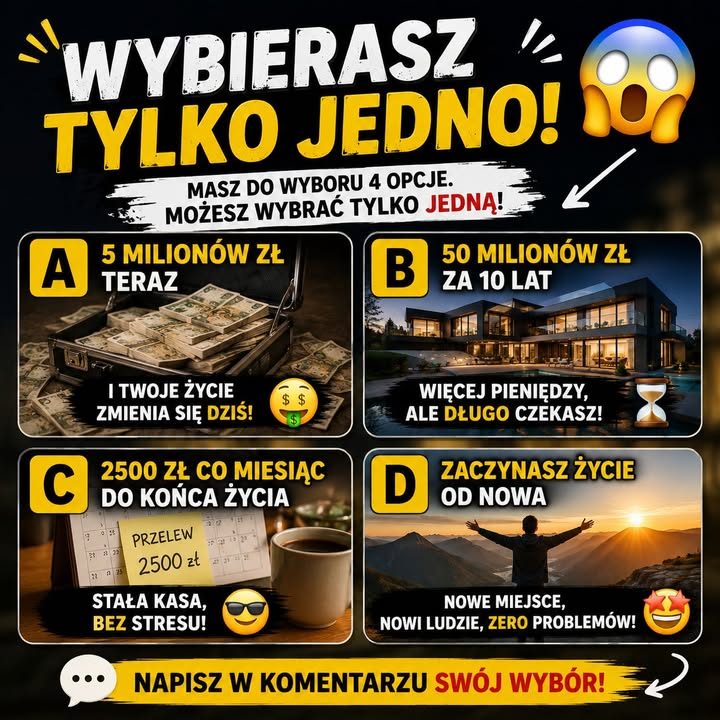 WYBIERASZ
TYLKO JEDNO!
MASZ DO WYBORU 4 OPCJE.
MOŻESZ WYBRAĆ TYLKO JEDNĄ!
A
5 MILIONÓW ZŁ
TERAZ
I TWOJE ŻYCIE
ZMIENIA SIĘ DZIŚ!
B
50 MILIONÓW ZŁ
ZA 10 LAT
WIĘCEJ PIENIĘDZY,
ALE DŁUGO CZEKASZ!
C
2500 ZŁ CO MIESIĄC
DO KOŃCA ŻYCIA
PRZELEW
2500 zł
STAŁA KASA,
BEZ STRESU!
D
ZACZYNASZ ŻYCIE
OD NOWA
NOWE MIEJSCE,
NOWI LUDZIE, ZERO PROBLEMÓW!
NAPISZ W KOMENTARZU SWÓJ WYBÓR!